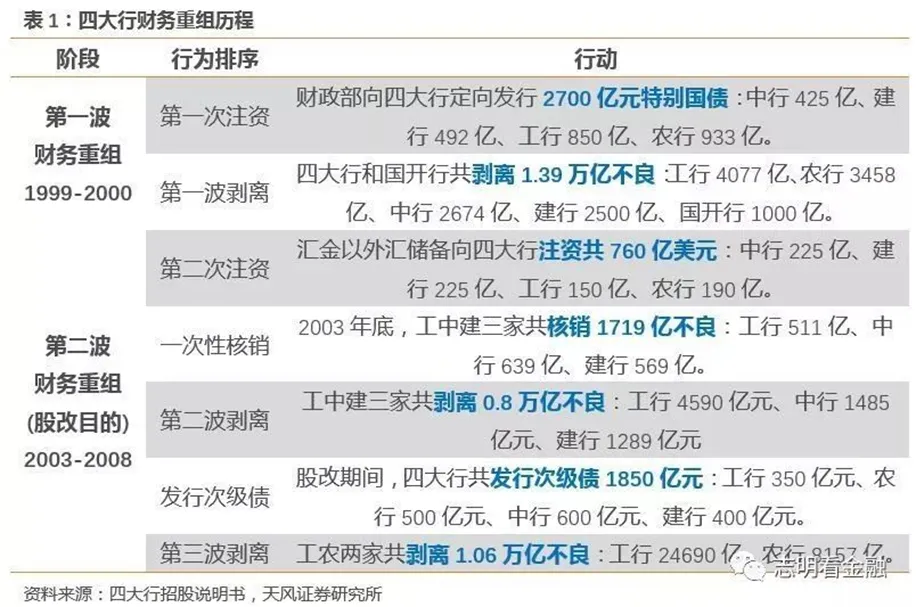 表 1：四大行财务重组历程
阶段 行为排序 行动
第一波
财务重组
1999-2000
第一次注资
财政部向四大行定向发行 2700 亿元特别国债：中行 425 亿、建
行 492 亿、工行 850 亿、农行 933 亿。
第一波剥离
四大行和国开行共剥离 1.39 万亿不良：工行 4077 亿、农行 3458
亿、中行 2674 亿、建行 2500 亿、国开行 1000 亿。
第二波
财务重组
(股改目的)
2003-2008
第二次注资
汇金以外汇储备向四大行注资共 760 亿美元：中行 225 亿、建
行 225 亿、工行 150 亿、农行 190 亿。
一次性核销
2003 年底，工中建三家共核销 1719 亿不良：工行 511 亿、中
行 639 亿、建行 569 亿。
第二波剥离
工中建三家共剥离 0.8 万亿不良：工行 4590 亿元、中行 1485
亿元、建行 1289 亿元
发行次级债
股改期间，四大行共发行次级债 1850 亿元：工行 350 亿元、农
行 500 亿元、中行 600 亿元、建行 400 亿元。
第三波剥离
工农两家共剥离 1.06 万亿不良：工行 24690 亿、农行 8157 亿。
志明看金融
资料来源：四大行招股说明书，天风证券研究所